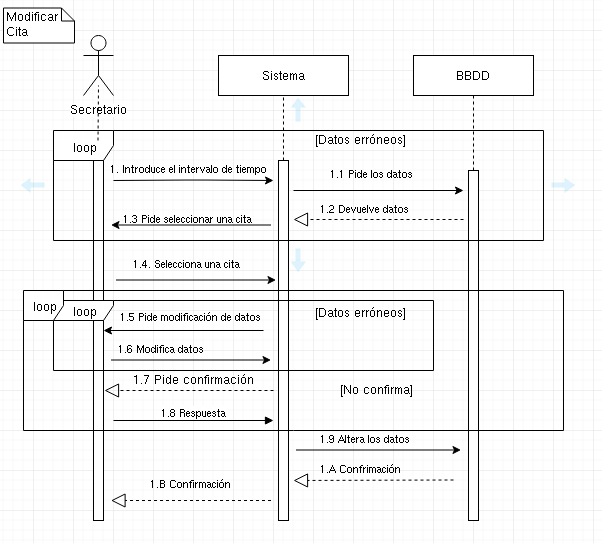 Modificar
Cita
Secretario
Sistema
BBDD
loop
[Datos erróneos]
1. Introduce el intervalo de tiempo
1.1 Pide los datos
1.2 Devuelve datos
1.3 Pide seleccionar una cita
1.4. Selecciona una cita
loop
loop
[Datos erróneos]
1.5 Pide modificación de datos
1.6 Modifica datos
1.7 Pide confirmación
[No confirma]
1.8 Respuesta
1.9 Altera los datos
1.A Confrimación
1.B Confirmación